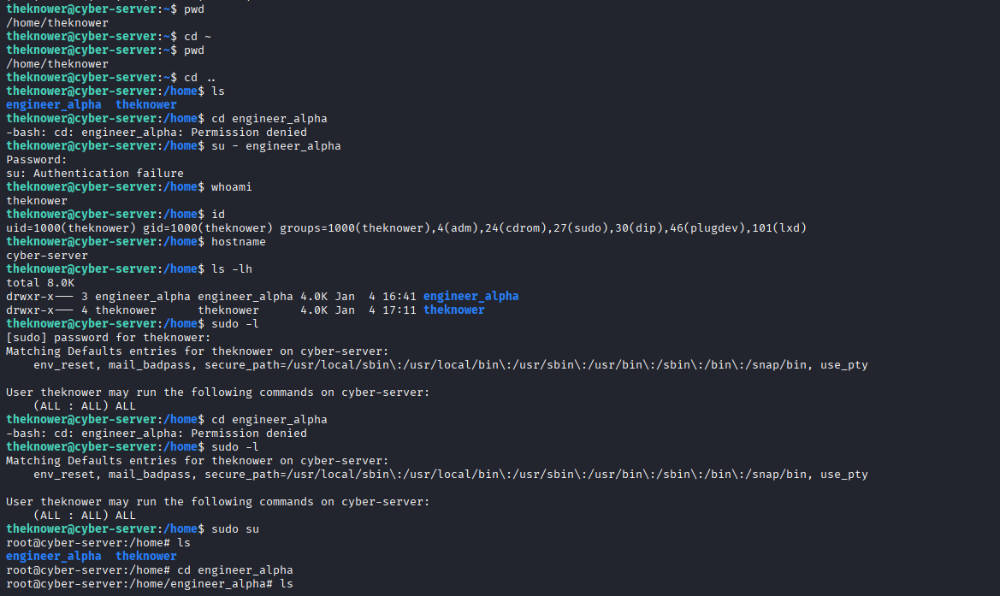 theknower@cyber-server:~$ pwd
/home/theknower
theknower@cyber-server:~$ cd ~
theknower@cyber-server:~$ pwd
/home/theknower
theknower@cyber-server:~$ cd ..
theknower@cyber-server:/home$ ls
engineer_alpha  theknower
theknower@cyber-server:/home$ cd engineer_alpha
-bash: cd: engineer_alpha: Permission denied
theknower@cyber-server:/home$ su - engineer_alpha
Password:
su: Authentication failure
theknower@cyber-server:/home$ whoami
theknower
theknower@cyber-server:/home$ id
uid=1000(theknower) gid=1000(theknower) groups=1000(theknower),4(adm),24(cdrom),27(sudo),30(dip),46(plugdev),101(lxd)
theknower@cyber-server:/home$ hostname
cyber-server
theknower@cyber-server:/home$ ls -lh
total 8.0K
drwxr-x--- 3 engineer_alpha engineer_alpha 4.0K Jan  4 16:41 engineer_alpha
drwxr-x--- 4 theknower      theknower      4.0K Jan  4 17:11 theknower
theknower@cyber-server:/home$ sudo -l
[sudo] password for theknower:
Matching Defaults entries for theknower on cyber-server:
    env_reset, mail_badpass, secure_path=/usr/local/sbin\:/usr/local/bin\:/usr/sbin\:/usr/bin\:/sbin\:/bin\:/snap/bin, use_pty

User theknower may run the following commands on cyber-server:
    (ALL : ALL) ALL
theknower@cyber-server:/home$ cd engineer_alpha
-bash: cd: engineer_alpha: Permission denied
theknower@cyber-server:/home$ sudo -l
Matching Defaults entries for theknower on cyber-server:
    env_reset, mail_badpass, secure_path=/usr/local/sbin\:/usr/local/bin\:/usr/sbin\:/usr/bin\:/sbin\:/bin\:/snap/bin, use_pty

User theknower may run the following commands on cyber-server:
    (ALL : ALL) ALL
theknower@cyber-server:/home$ sudo su
root@cyber-server:/home# ls
engineer_alpha  theknower
root@cyber-server:/home# cd engineer_alpha
root@cyber-server:/home/engineer_alpha# ls